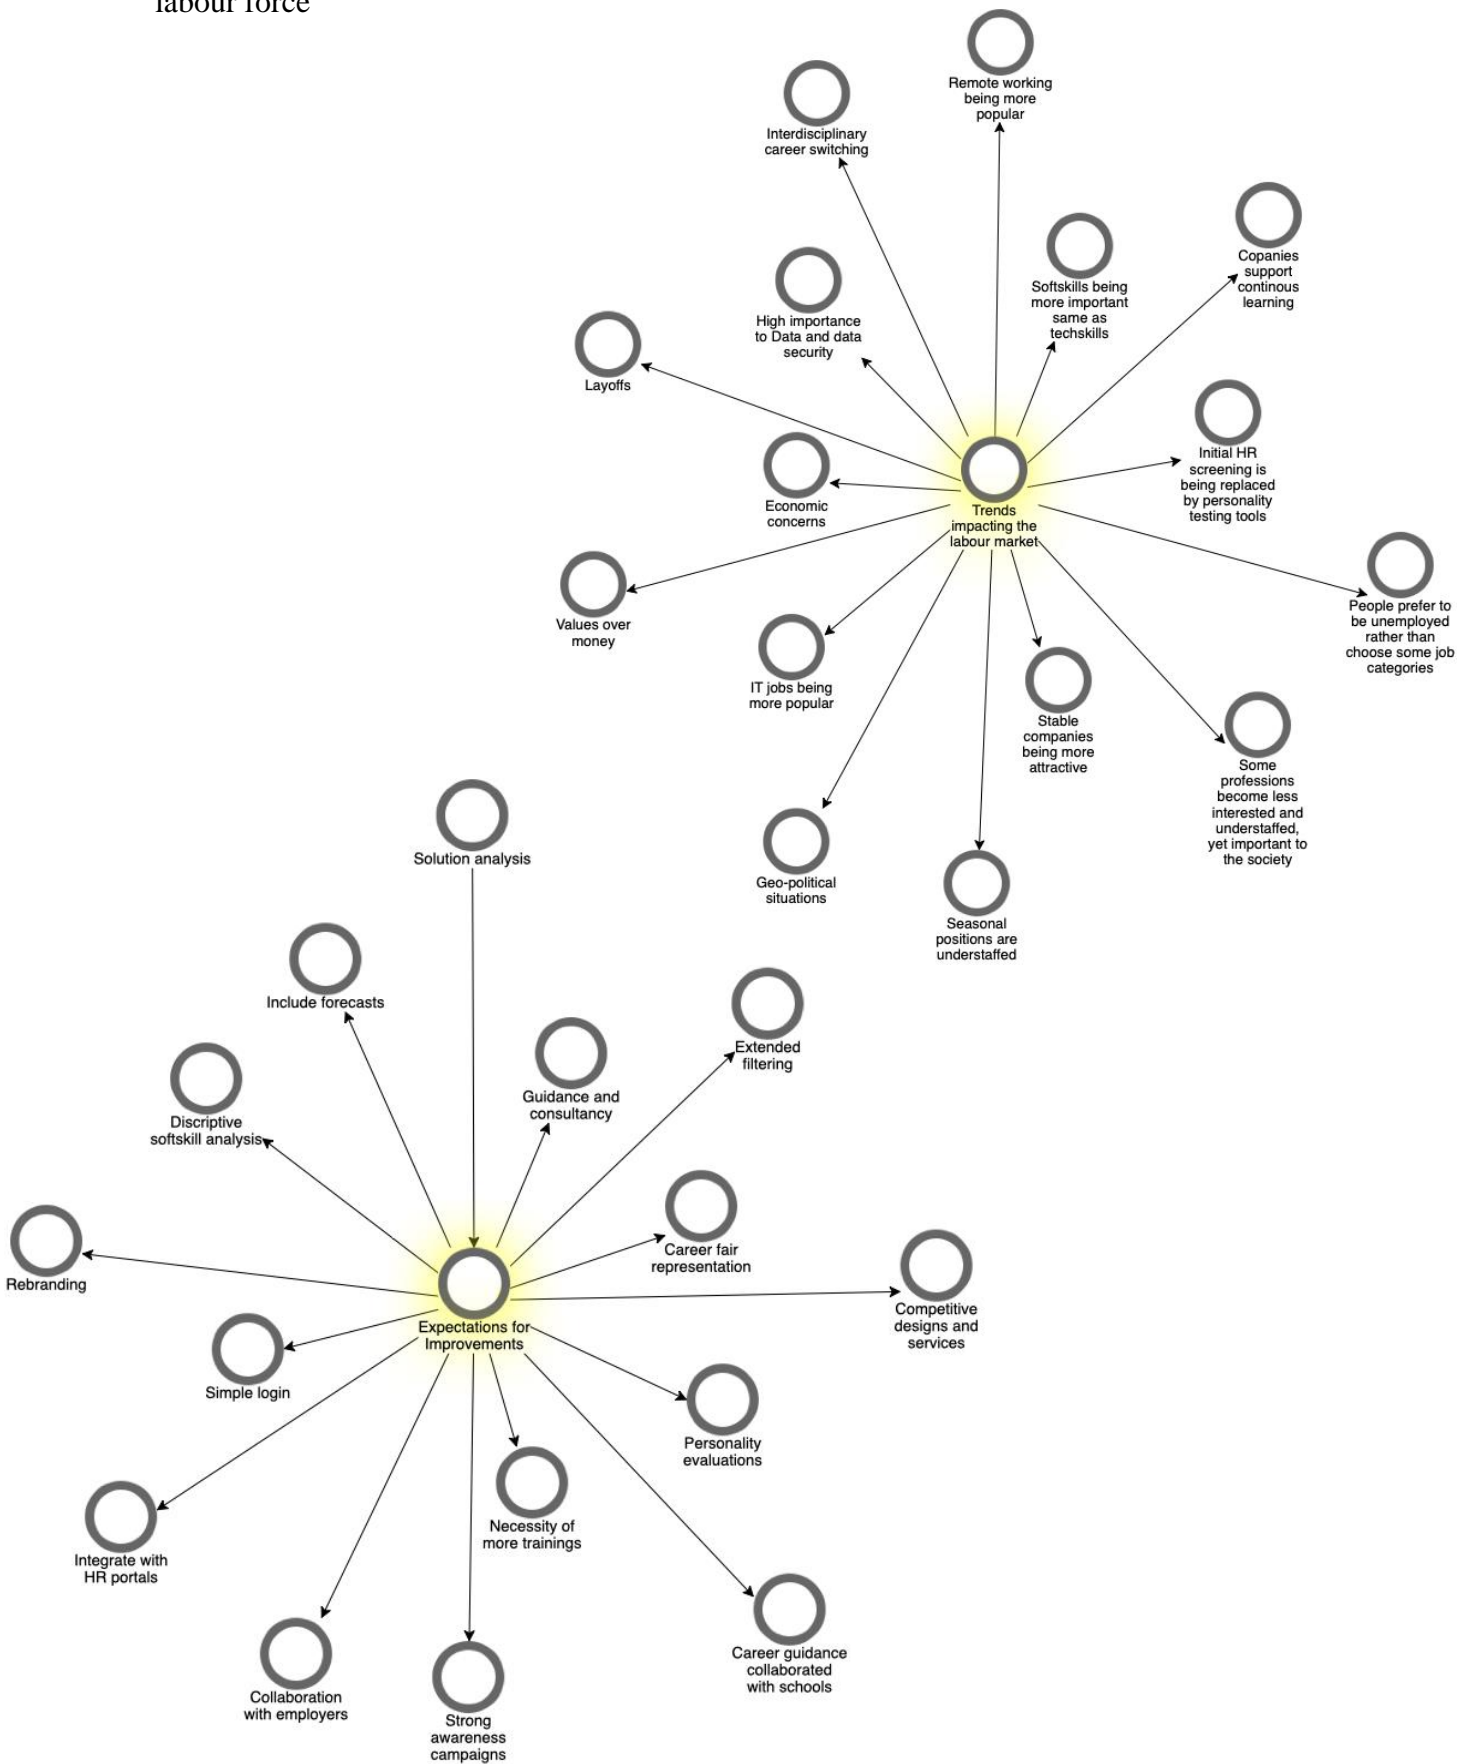 labour force
Remote working
being more
popular
Interdisciplinary
career switching
Copanies
support
continous
learning
Softskills being
more important
same as
techskills
High importance
to Data and data
security
Layoffs
Initial HR
screening is
being replaced
by personality
testing tools
Economic
concerns
Trends
impacting the
labour market
People prefer to
be unemployed
rather than
choose some job
categories
Values over
money
IT jobs being
more popular
Stable
companies
being more
attractive
Some
professions
become less
interested and
understaffed,
yet important to
the society
Geo-political
situations
Seasonal
positions are
understaffed
Solution analysis
Include forecasts
Extended
filtering
Guidance and
consultancy
Discriptive
softskill analysis
Career fair
representation
Rebranding
Competitive
designs and
services
Expectations for
Improvements
Simple login
Personality
evaluations
Necessity of
more trainings
Integrate with
HR portals
Career guidance
collaborated
with schools
Collaboration
with employers
Strong
awareness
campaigns